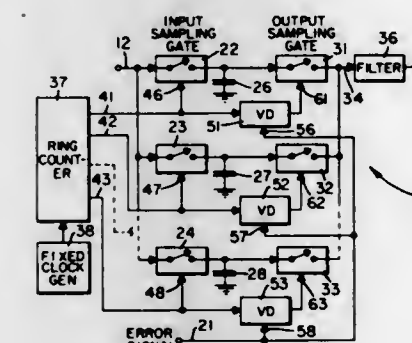 INPUT
SAMPLING
GATE
OUTPUT
SAMPLING
GATE
12
22
31
36
FILTER
34
37
41
42
43
46
26
61
VD
51
56
RING
COUNT-
ER
23
47
27
52
32
VD
62
57
38
FIXED
CLOCK
GEN
24
48
28
53
33
VD
63
58
21
ERROR